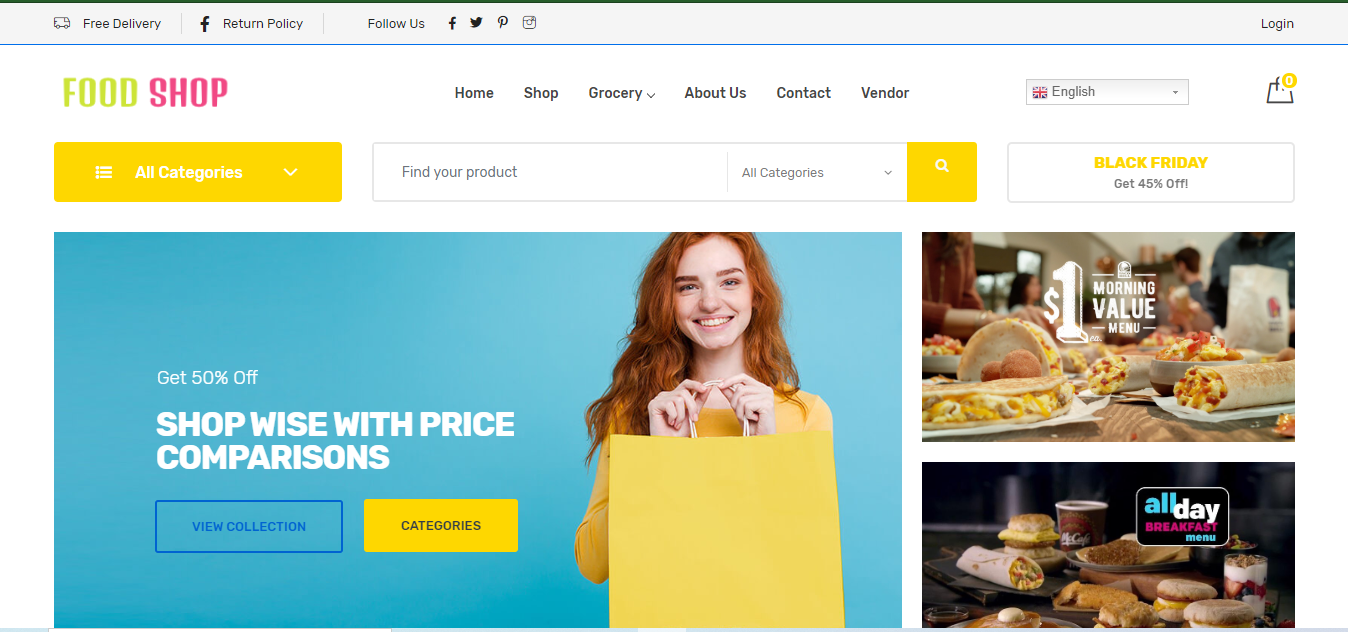 Free Delivery
Return Policy
Follow Us
Login
FOOD SHOP
Home
Shop
Grocery
About Us
Contact
Vendor
English
0
All Categories
Find your product
All Categories
BLACK FRIDAY
Get 45% Off!
Get 50% Off
SHOP WISE WITH PRICE
COMPARISONS
VIEW COLLECTION
CATEGORIES
$1 ea.
MORNING
VALUE
MENU
all day
BREAKFAST
menu
McCafé